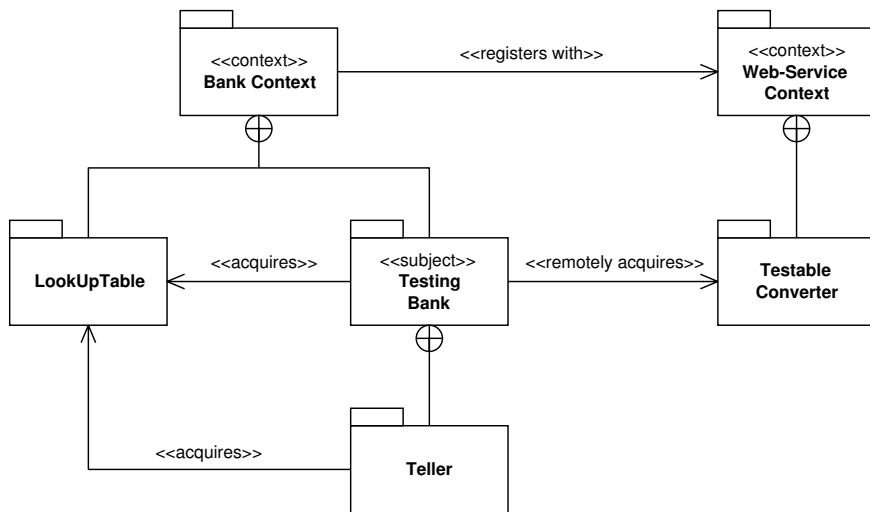 <<context>>
Bank Context
<<registers with>>
<<context>>
Web-Service
Context
LookUpTable
<<acquires>>
<<subject>>
Testing
Bank
<<remotely acquires>>
Testable
Converter
<<acquires>>
Teller